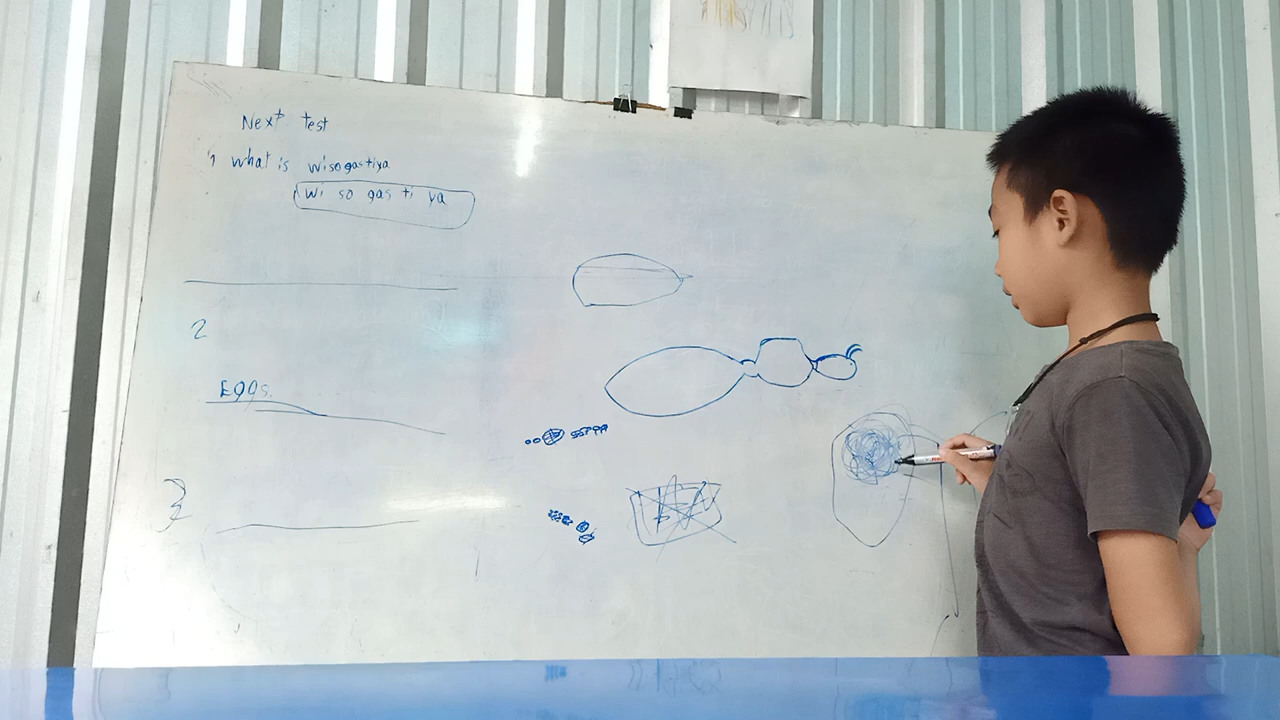 Next test
1 what is wisogastiya
Wi so gas ti ya
2
Eggs.
3